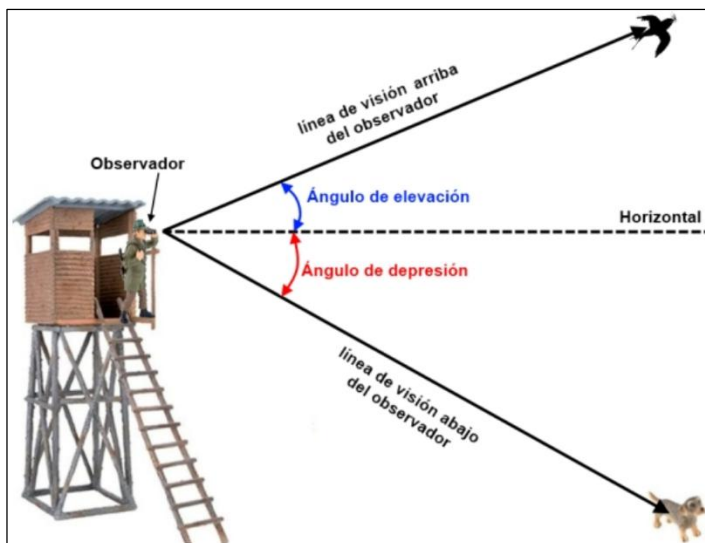 línea de visión arriba
del observador
Observador
Ángulo de elevación
Horizontal
Ángulo de depresión
línea de visión abajo
del observador